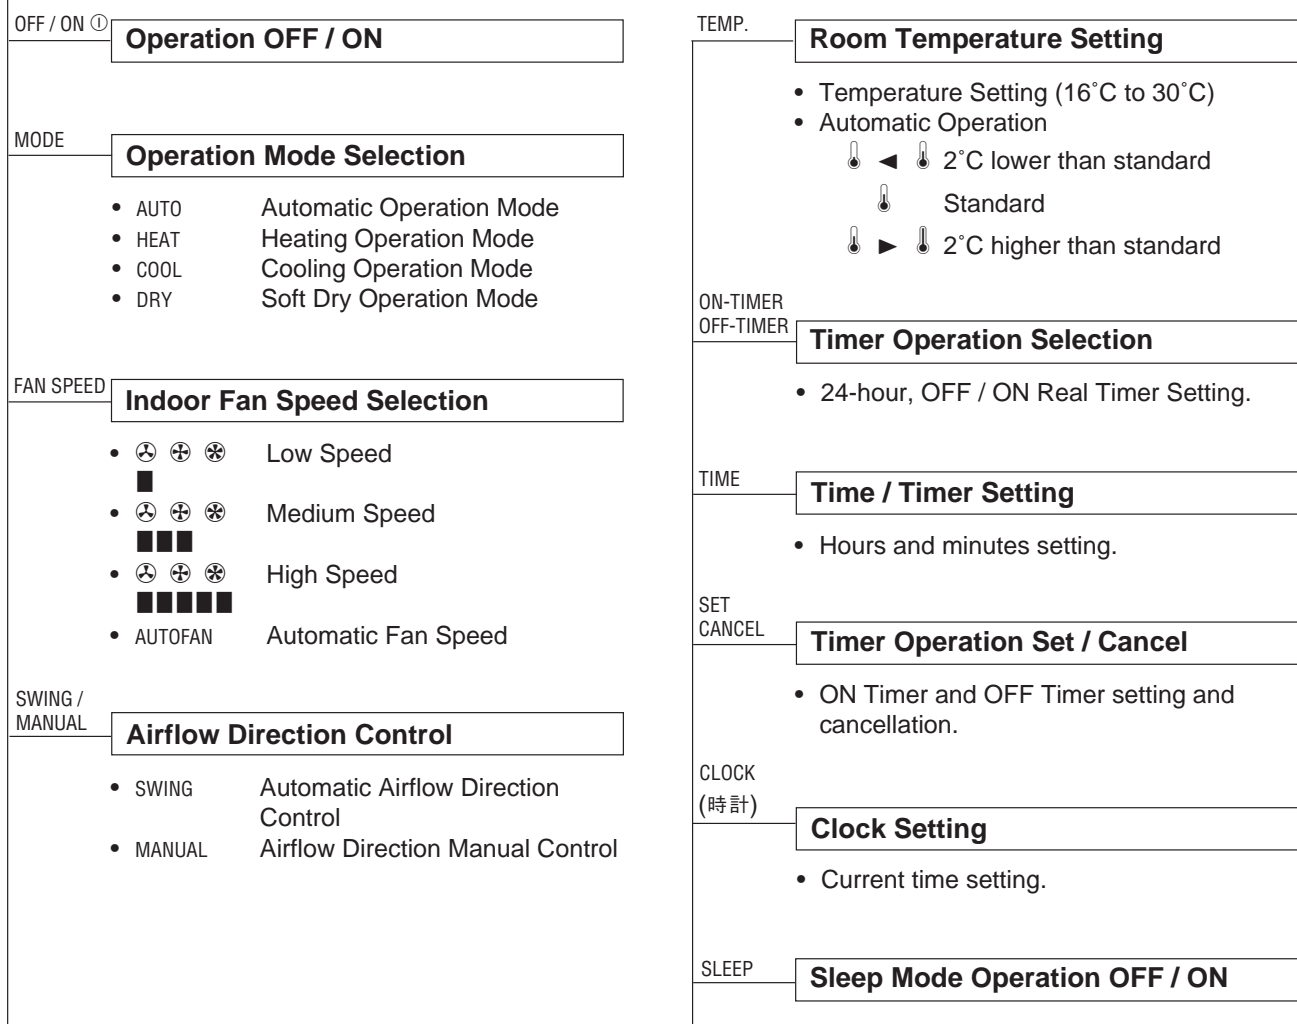 OFF / ON
Operation OFF / ON
MODE
Operation Mode Selection
• AUTO Automatic Operation Mode
• HEAT Heating Operation Mode
• COOL Cooling Operation Mode
• DRY Soft Dry Operation Mode
FAN SPEED
Indoor Fan Speed Selection
• Low Speed
• Medium Speed
• High Speed
• AUTOFAN Automatic Fan Speed
SWING /
MANUAL
Airflow Direction Control
• SWING Automatic Airflow Direction
Control
• MANUAL Airflow Direction Manual Control
TEMP.
Room Temperature Setting
• Temperature Setting (16˚C to 30˚C)
• Automatic Operation
2˚C lower than standard
Standard
2˚C higher than standard
ON-TIMER
OFF-TIMER
Timer Operation Selection
• 24-hour, OFF / ON Real Timer Setting.
TIME
Time / Timer Setting
• Hours and minutes setting.
SET
CANCEL
Timer Operation Set / Cancel
• ON Timer and OFF Timer setting and
cancellation.
CLOCK
(時計)
Clock Setting
• Current time setting.
SLEEP
Sleep Mode Operation OFF / ON